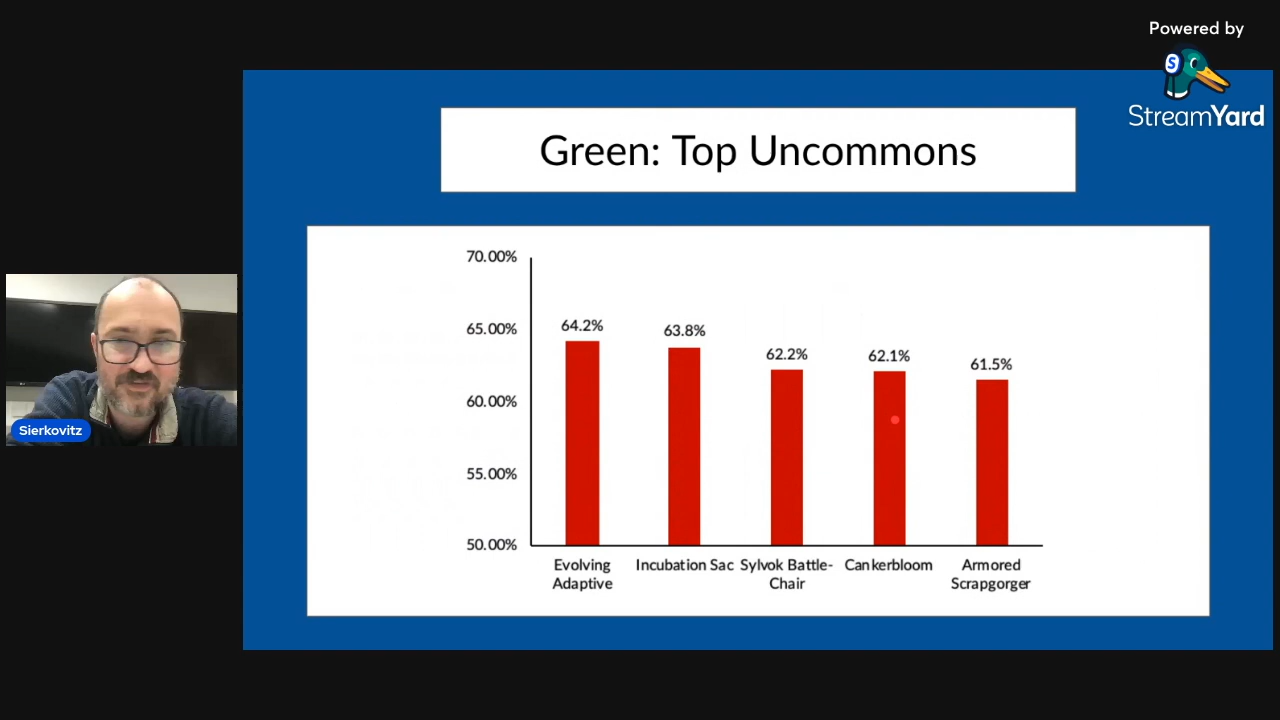 Powered by
StreamYard
Green: Top Uncommons
70.00%
65.00%
60.00%
55.00%
50.00%
64.2%
63.8%
62.2%
62.1%
61.5%
Evolving
Adaptive
Incubation Sac
Sylvok Battle-
Chair
Cankerbloom
Armored
Scrapgorger
Sierkovitz